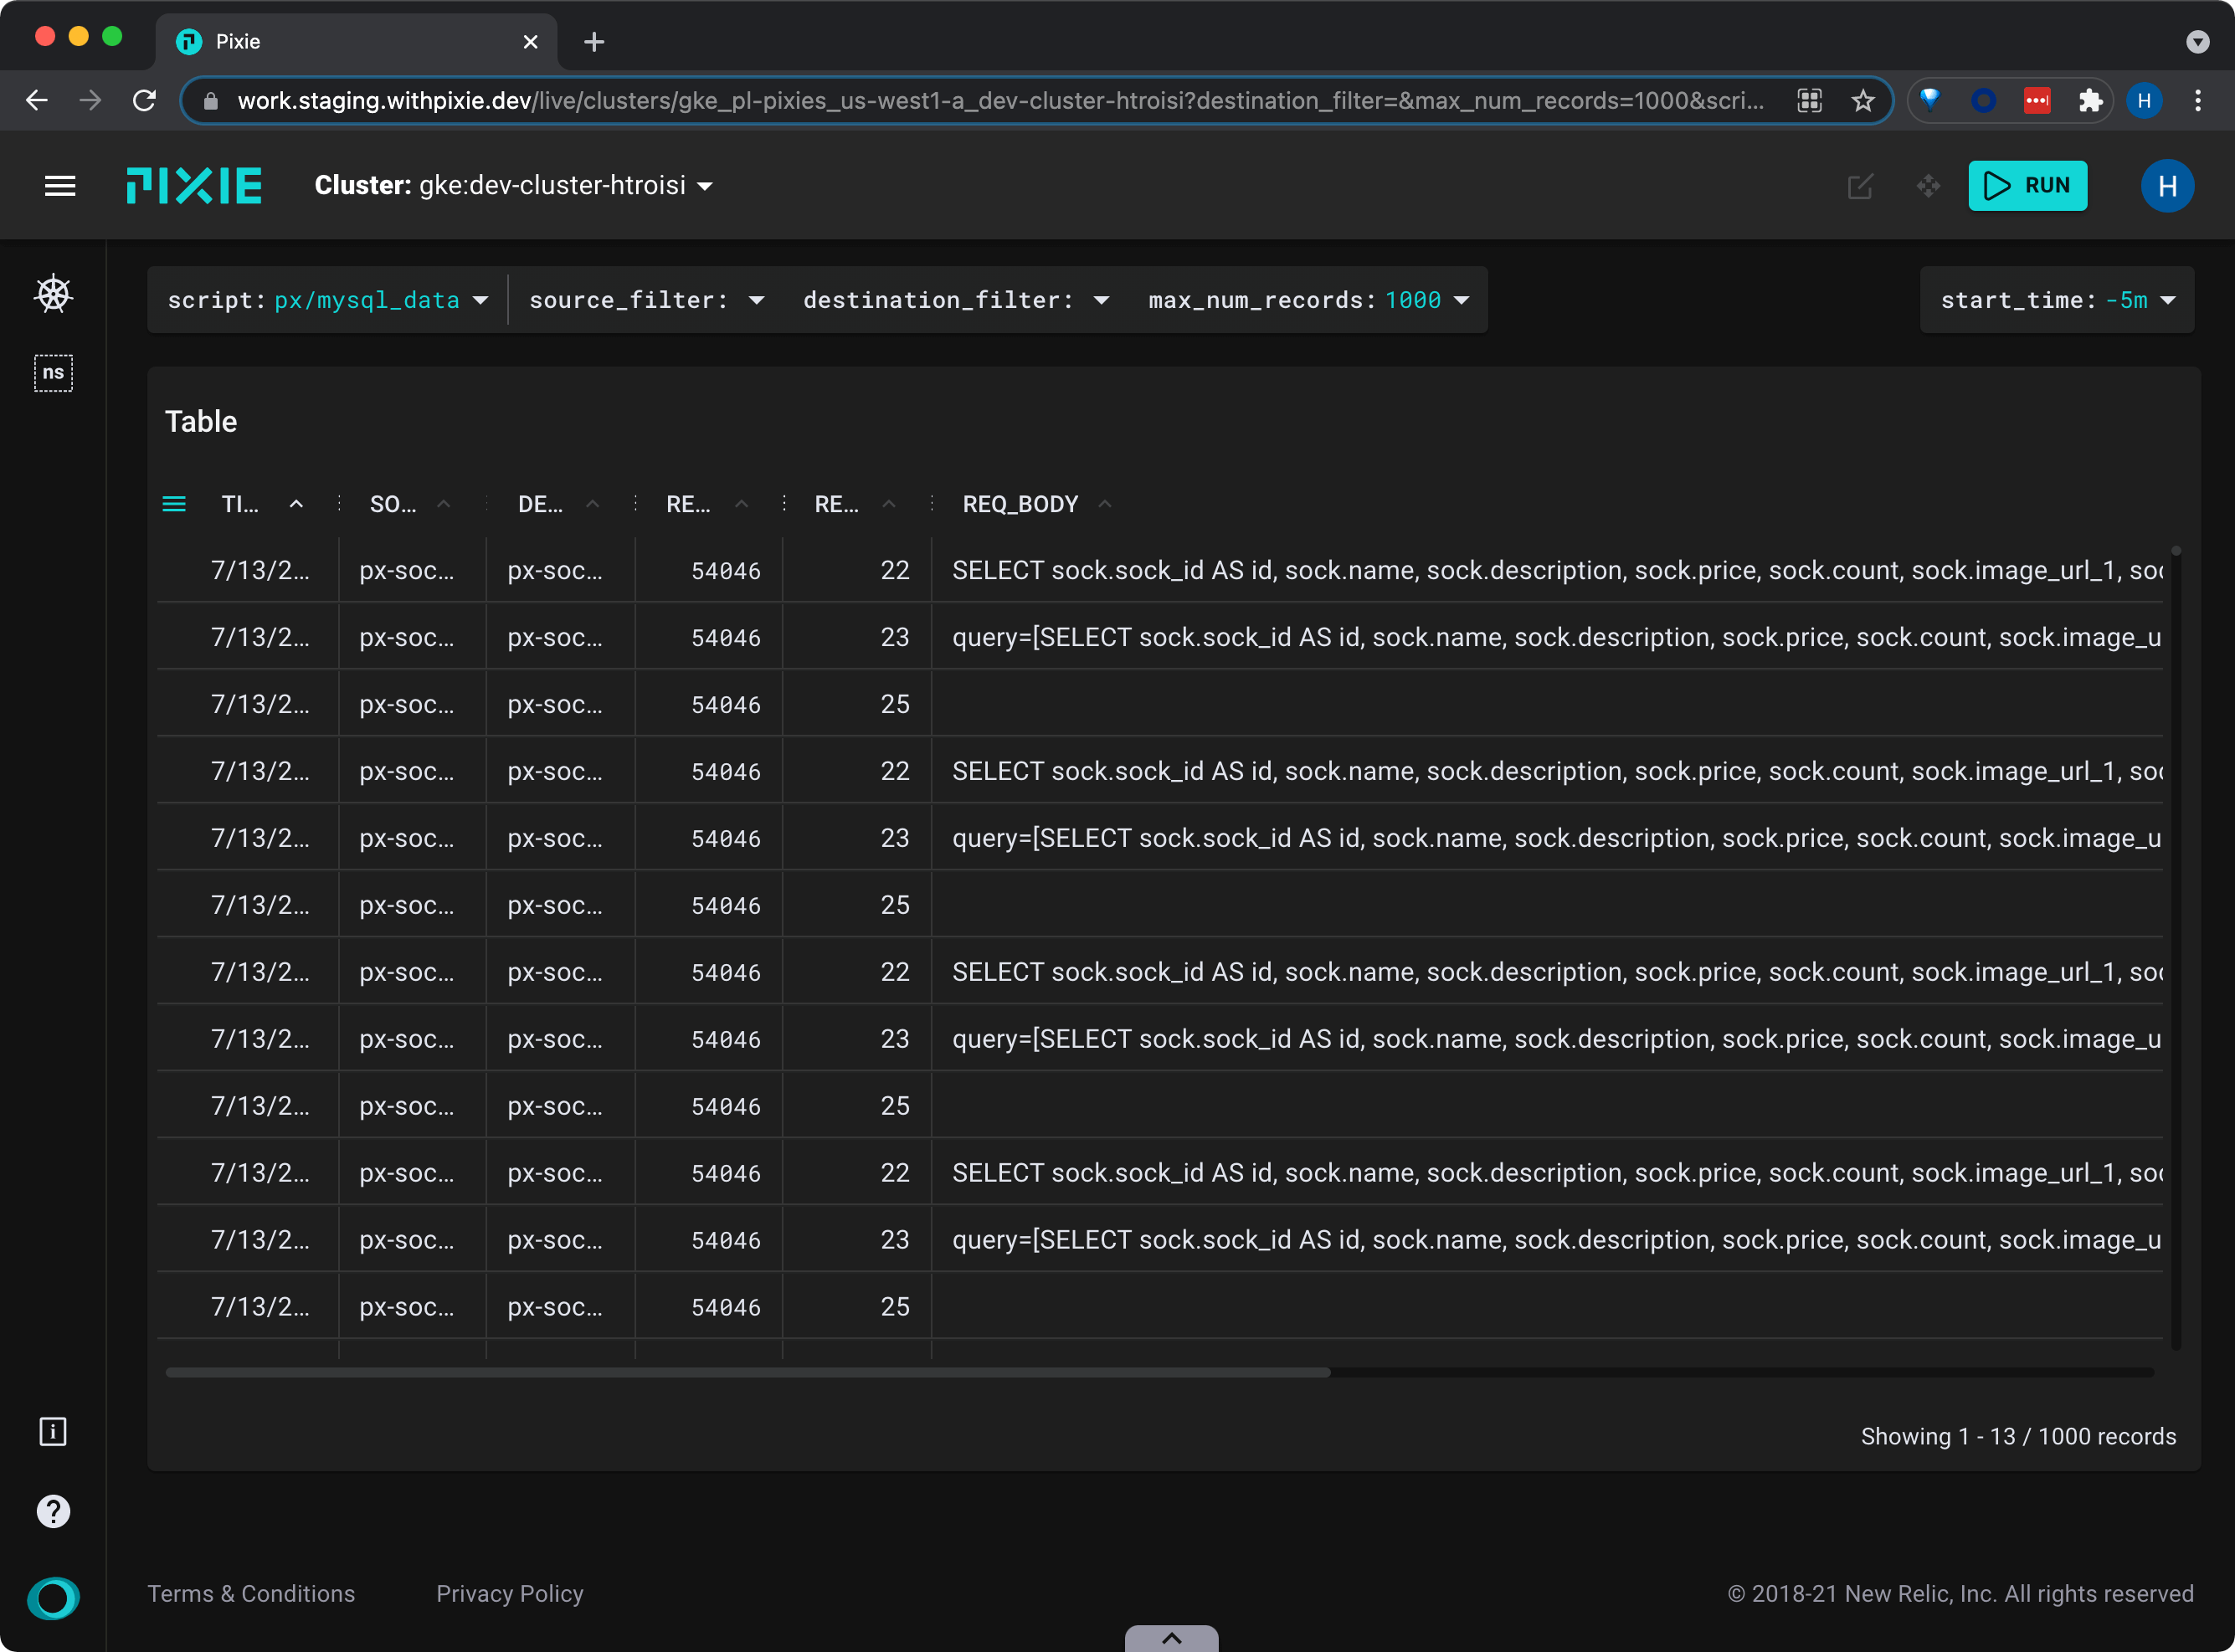 Pixie
work.staging.withpixie.dev/live/clusters/gke_pl-pixies_us-west1-a_dev-cluster-htroisi?destination_filter=&max_num_records=1000&scri...
H
PIXIE
Cluster: gke:dev-cluster-htroisi
RUN
H
script: px/mysql_data source_filter: destination_filter: max_num_records: 1000 start_time: -5m
ns
Table
TI... SO... DE... RE... RE... REQ_BODY
7/13/2... px-soc... px-soc... 54046 22 SELECT sock.sock_id AS id, sock.name, sock.description, sock.price, sock.count, sock.image_url_1, soc
7/13/2... px-soc... px-soc... 54046 23 query=[SELECT sock.sock_id AS id, sock.name, sock.description, sock.price, sock.count, sock.image_u
7/13/2... px-soc... px-soc... 54046 25
7/13/2... px-soc... px-soc... 54046 22 SELECT sock.sock_id AS id, sock.name, sock.description, sock.price, sock.count, sock.image_url_1, soc
7/13/2... px-soc... px-soc... 54046 23 query=[SELECT sock.sock_id AS id, sock.name, sock.description, sock.price, sock.count, sock.image_u
7/13/2... px-soc... px-soc... 54046 25
7/13/2... px-soc... px-soc... 54046 22 SELECT sock.sock_id AS id, sock.name, sock.description, sock.price, sock.count, sock.image_url_1, soc
7/13/2... px-soc... px-soc... 54046 23 query=[SELECT sock.sock_id AS id, sock.name, sock.description, sock.price, sock.count, sock.image_u
7/13/2... px-soc... px-soc... 54046 25
7/13/2... px-soc... px-soc... 54046 22 SELECT sock.sock_id AS id, sock.name, sock.description, sock.price, sock.count, sock.image_url_1, soc
7/13/2... px-soc... px-soc... 54046 23 query=[SELECT sock.sock_id AS id, sock.name, sock.description, sock.price, sock.count, sock.image_u
7/13/2... px-soc... px-soc... 54046 25
Showing 1 - 13 / 1000 records
Terms & Conditions Privacy Policy © 2018-21 New Relic, Inc. All rights reserved